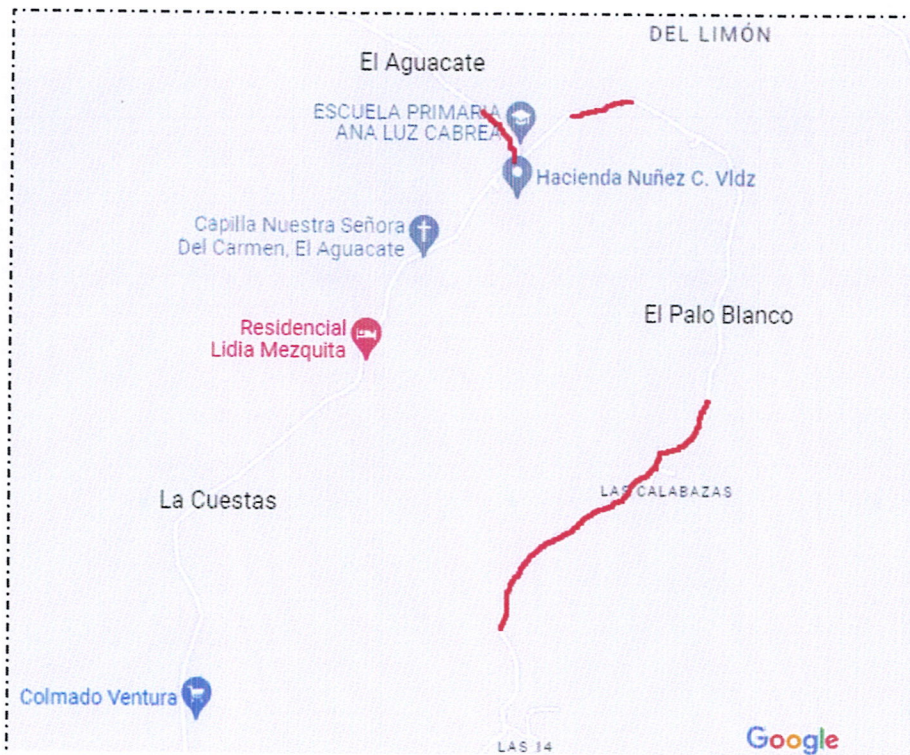 DEL LIMÓN
El Aguacate
ESCUELA PRIMARIA
ANA LUZ CABREA
Hacienda Nuñez C. Vldz
Capilla Nuestra Señora
Del Carmen, El Aguacate
El Palo Blanco
Residencial
Lidia Mezquita
LAS CALABAZAS
La Cuestas
Colmado Ventura
LAS 14
Google